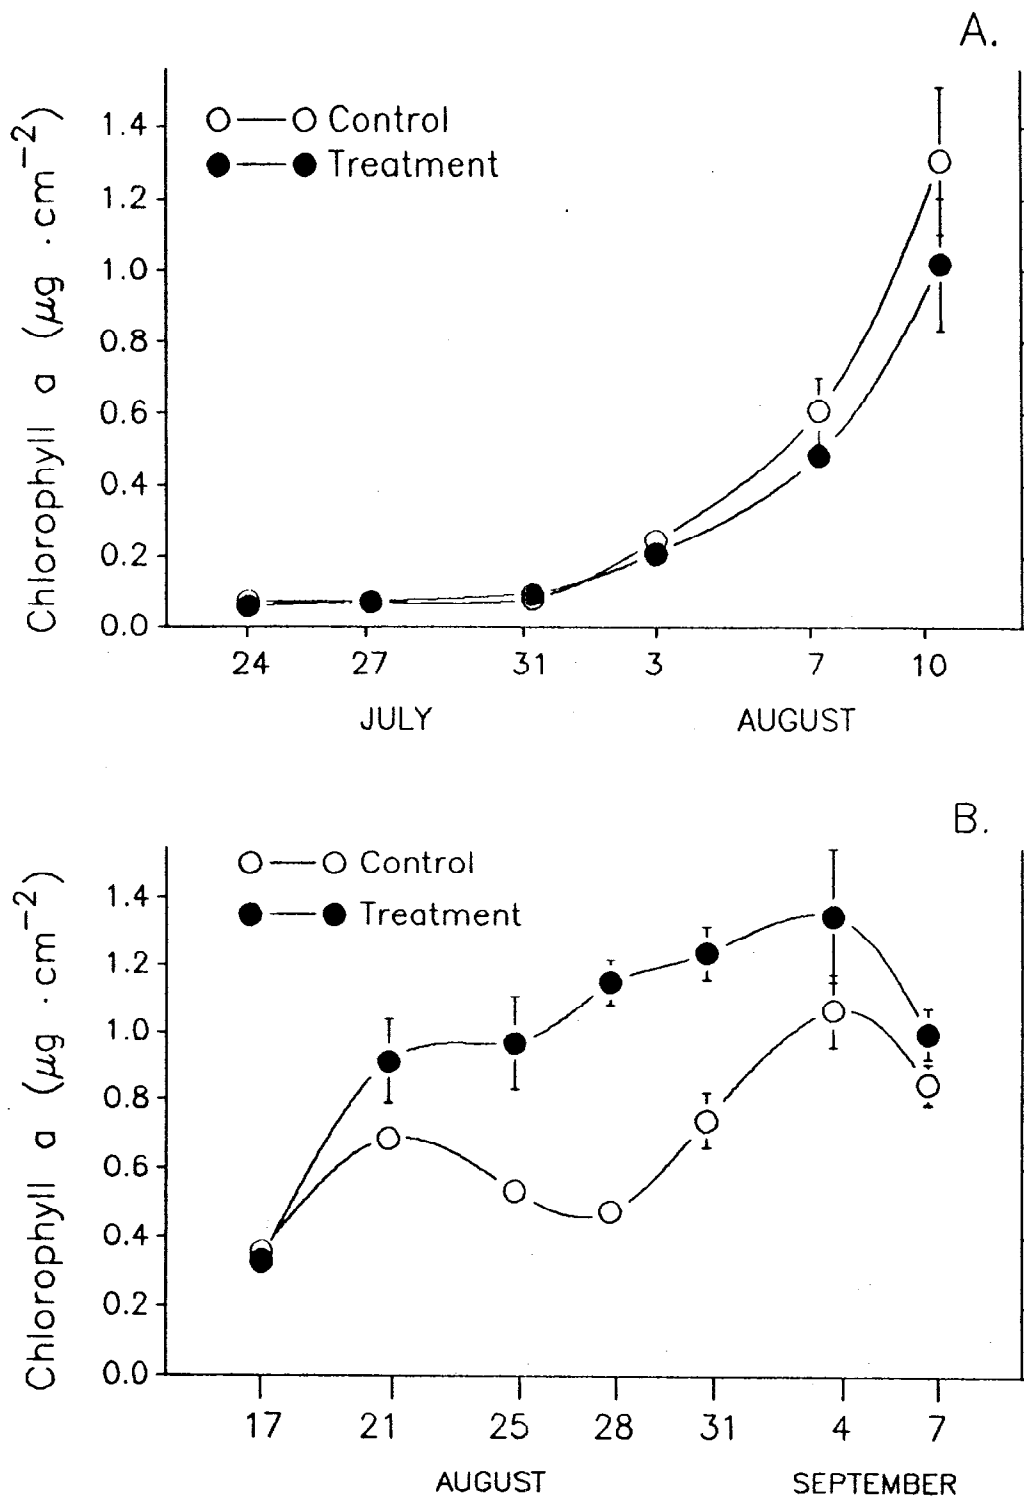 A.
Control
Treatment
Chlorophyll a (μg · cm⁻²)
1.4
1.2
1.0
0.8
0.6
0.4
0.2
0.0
24 27 31 3 7 10
JULY AUGUST
B.
Control
Treatment
Chlorophyll a (μg · cm⁻²)
1.4
1.2
1.0
0.8
0.6
0.4
0.2
0.0
17 21 25 28 31 4 7
AUGUST SEPTEMBER